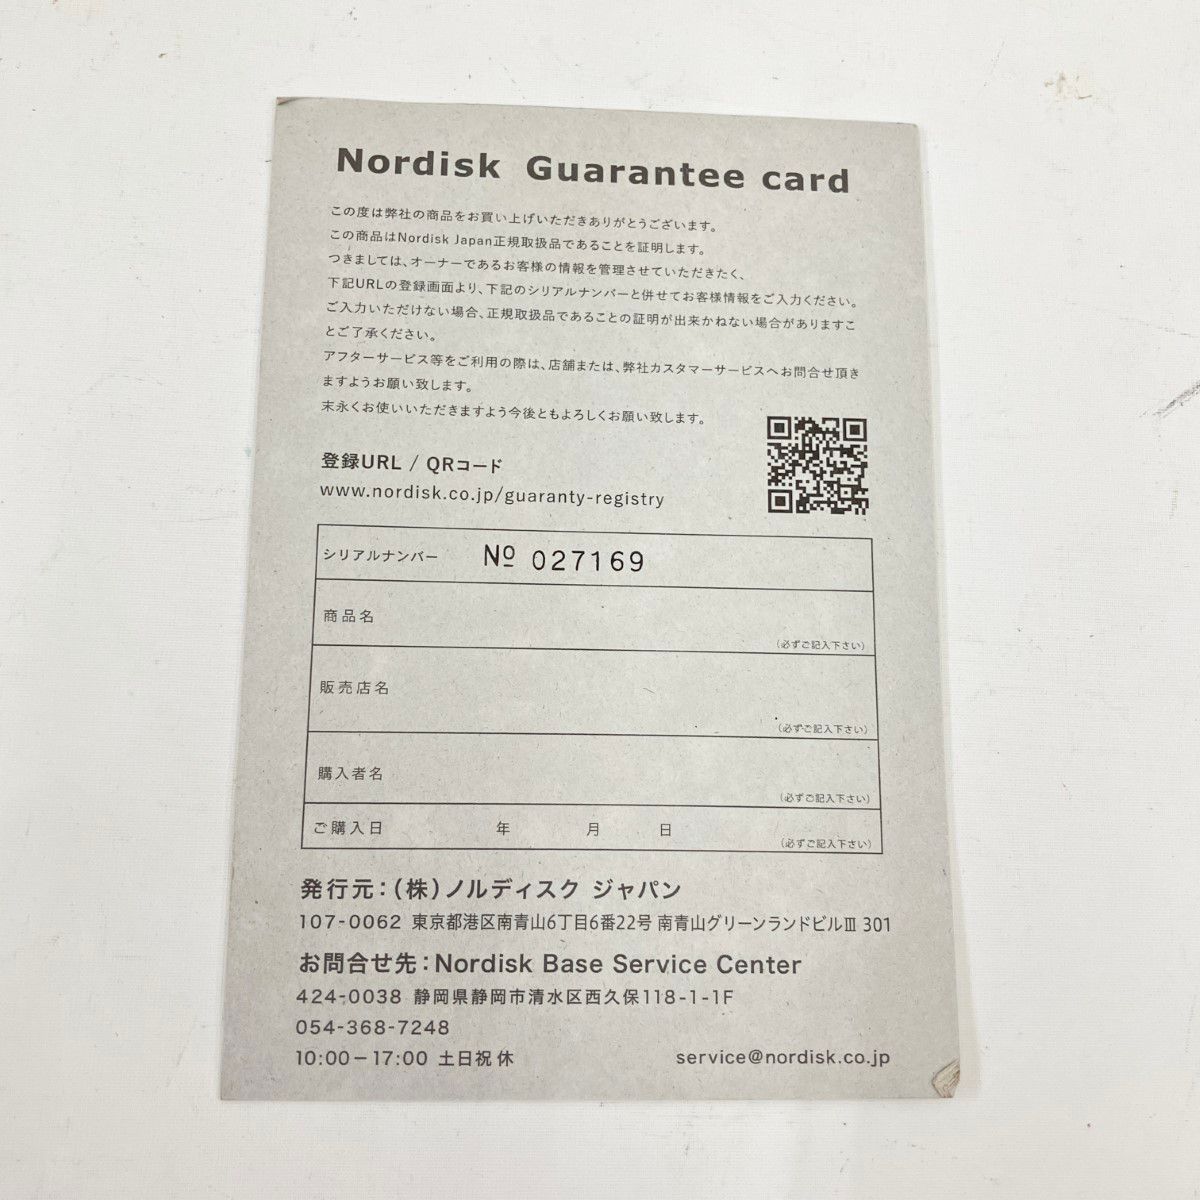 Nordisk Guarantee card
この度は弊社の商品をお買い上げいただきありがとうございます。
この商品はNordisk Japan正規取扱品であることを証明します。
つきましては、オーナーであるお客様の情報を管理させていただきたく、
下記URLの登録画面より、下記のシリアルナンバーと併せてお客様情報をご入力ください。
ご入力いただけない場合、正規取扱品であることの証明が出来かねない場合がありますこ
とご了承ください。
アフターサービス等をご利用の際は、店舗または、弊社カスタマーサービスへお問合せ頂き
ますようお願い致します。
末永くお使いいただきますよう今後ともよろしくお願い致します。
登録URL / QRコード
www.nordisk.co.jp/guaranty-registry
シリアルナンバー № 027169
商品名
(必ずご記入下さい)
販売店名
(必ずご記入下さい)
購入者名
(必ずご記入下さい)
ご購入日 年 月 日
(必ずご記入下さい)
発行元：(株)ノルディスク ジャパン
107-0062 東京都港区南青山6丁目6番22号 南青山グリーンランドビルⅢ 301
お問合せ先：Nordisk Base Service Center
424-0038 静岡県静岡市清水区西久保118-1-1F
054-368-7248
10:00－17:00 土日祝 休 service@nordisk.co.jp